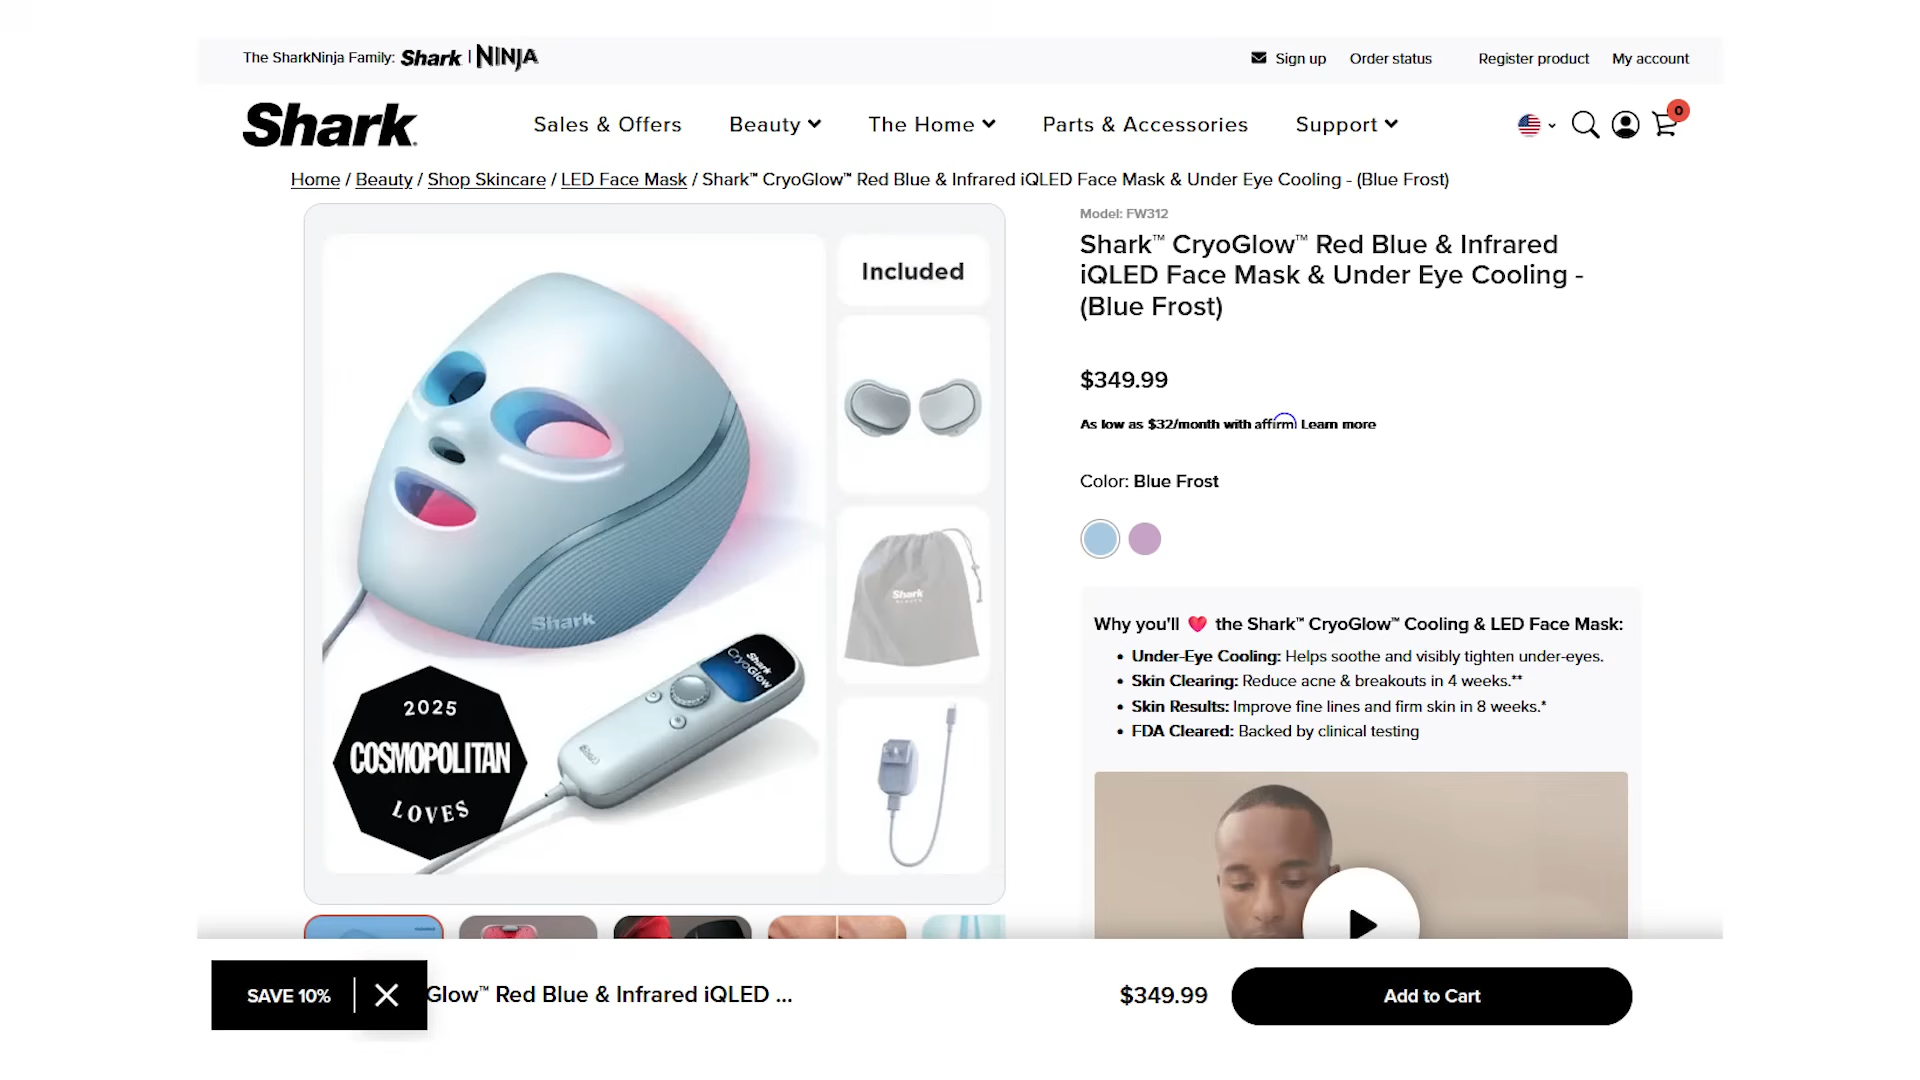 The SharkNinja Family: Shark | NINJA
Sign up Order status Register product My account
Shark
Sales & Offers Beauty The Home Parts & Accessories Support
0
Home / Beauty / Shop Skincare / LED Face Mask / Shark™ CryoGlow™ Red Blue & Infrared iQLED Face Mask & Under Eye Cooling - (Blue Frost)
Included
Shark
Shark
CryoGlow
Shark
Shark
BEAUTY
2025
COSMOPOLITAN
LOVES
Model: FW312
Shark™ CryoGlow™ Red Blue & Infrared
iQLED Face Mask & Under Eye Cooling -
(Blue Frost)
$349.99
As low as $32/month with affirm Learn more
Color: Blue Frost
Why you'll ❤ the Shark™ CryoGlow™ Cooling & LED Face Mask:
• Under-Eye Cooling: Helps soothe and visibly tighten under-eyes.
• Skin Clearing: Reduce acne & breakouts in 4 weeks.**
• Skin Results: Improve fine lines and firm skin in 8 weeks.*
• FDA Cleared: Backed by clinical testing
SAVE 10%
Glow™ Red Blue & Infrared iQLED ...
$349.99
Add to Cart